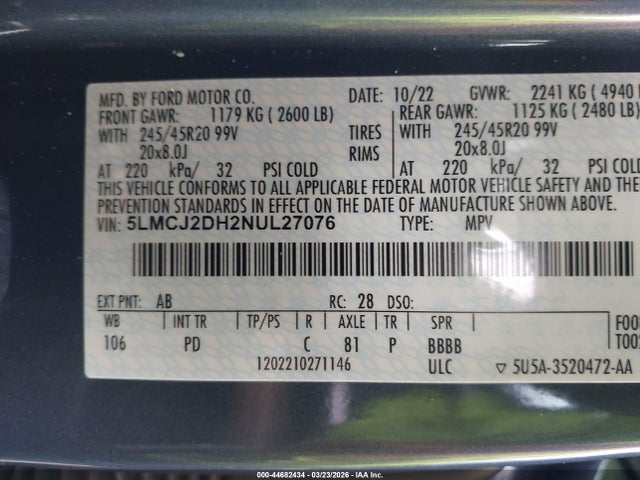 MFD. BY FORD MOTOR CO. DATE: 10/22 GVWR: 2241 KG ( 4940 
FRONT GAWR: 1179 KG ( 2600 LB) REAR GAWR: 1125 KG ( 2480 LB)
WITH 245/45R20 99V TIRES WITH 245/45R20 99V
20x8.0J RIMS 20x8.0J
AT 220 kPa/ 32 PSI COLD AT 220 kPa/ 32 PSI COLD
THIS VEHICLE CONFORMS TO ALL APPLICABLE FEDERAL MOTOR VEHICLE SAFETY AND THE
PREVENTION STANDARDS IN EFFECT ON THE DATE OF MANUFACTURE SHOWN ABOVE.
VIN: 5LMCJ2DH2NUL27076 TYPE: MPV
EXT PNT: AB RC: 28 DSO:
WB INT TR TP/PS R AXLE TR SPR
106 PD C 81 P BBBB
1202210271146 ULC ▽ 5U5A-3520472-AA
000-44682434 - 03/23/2026 - IAA Inc.